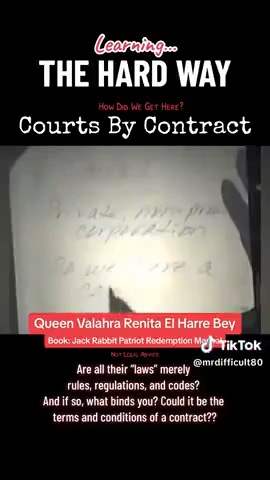 Learning...
THE HARD WAY
HOW DID WE GET HERE?
Courts By Contract
corporation
Queen Valahra Renita El Harre Bey
Book: Jack Rabbit Patriot Redemption
TikTok
@mrdifficult80
NOT LEGAL ADVICE
Are all their “laws” merely
rules, regulations, and codes?
And if so, what binds you? Could it be the
terms and conditions of a contract??